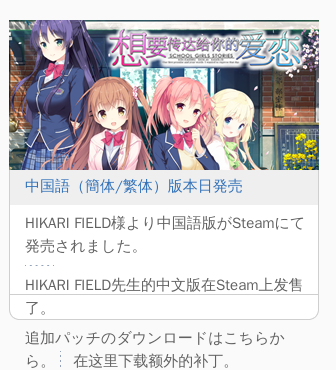 想要传达给你的爱恋
SCHOOL GIRLS STORIES
中国語（簡体/繁体）版本日発売
HIKARI FIELD様より中国語版がSteamにて
発売されました。
HIKARI FIELD先生的中文版在Steam上发售
了。
追加パッチのダウンロードはこちらか
ら。 在这里下载额外的补丁。